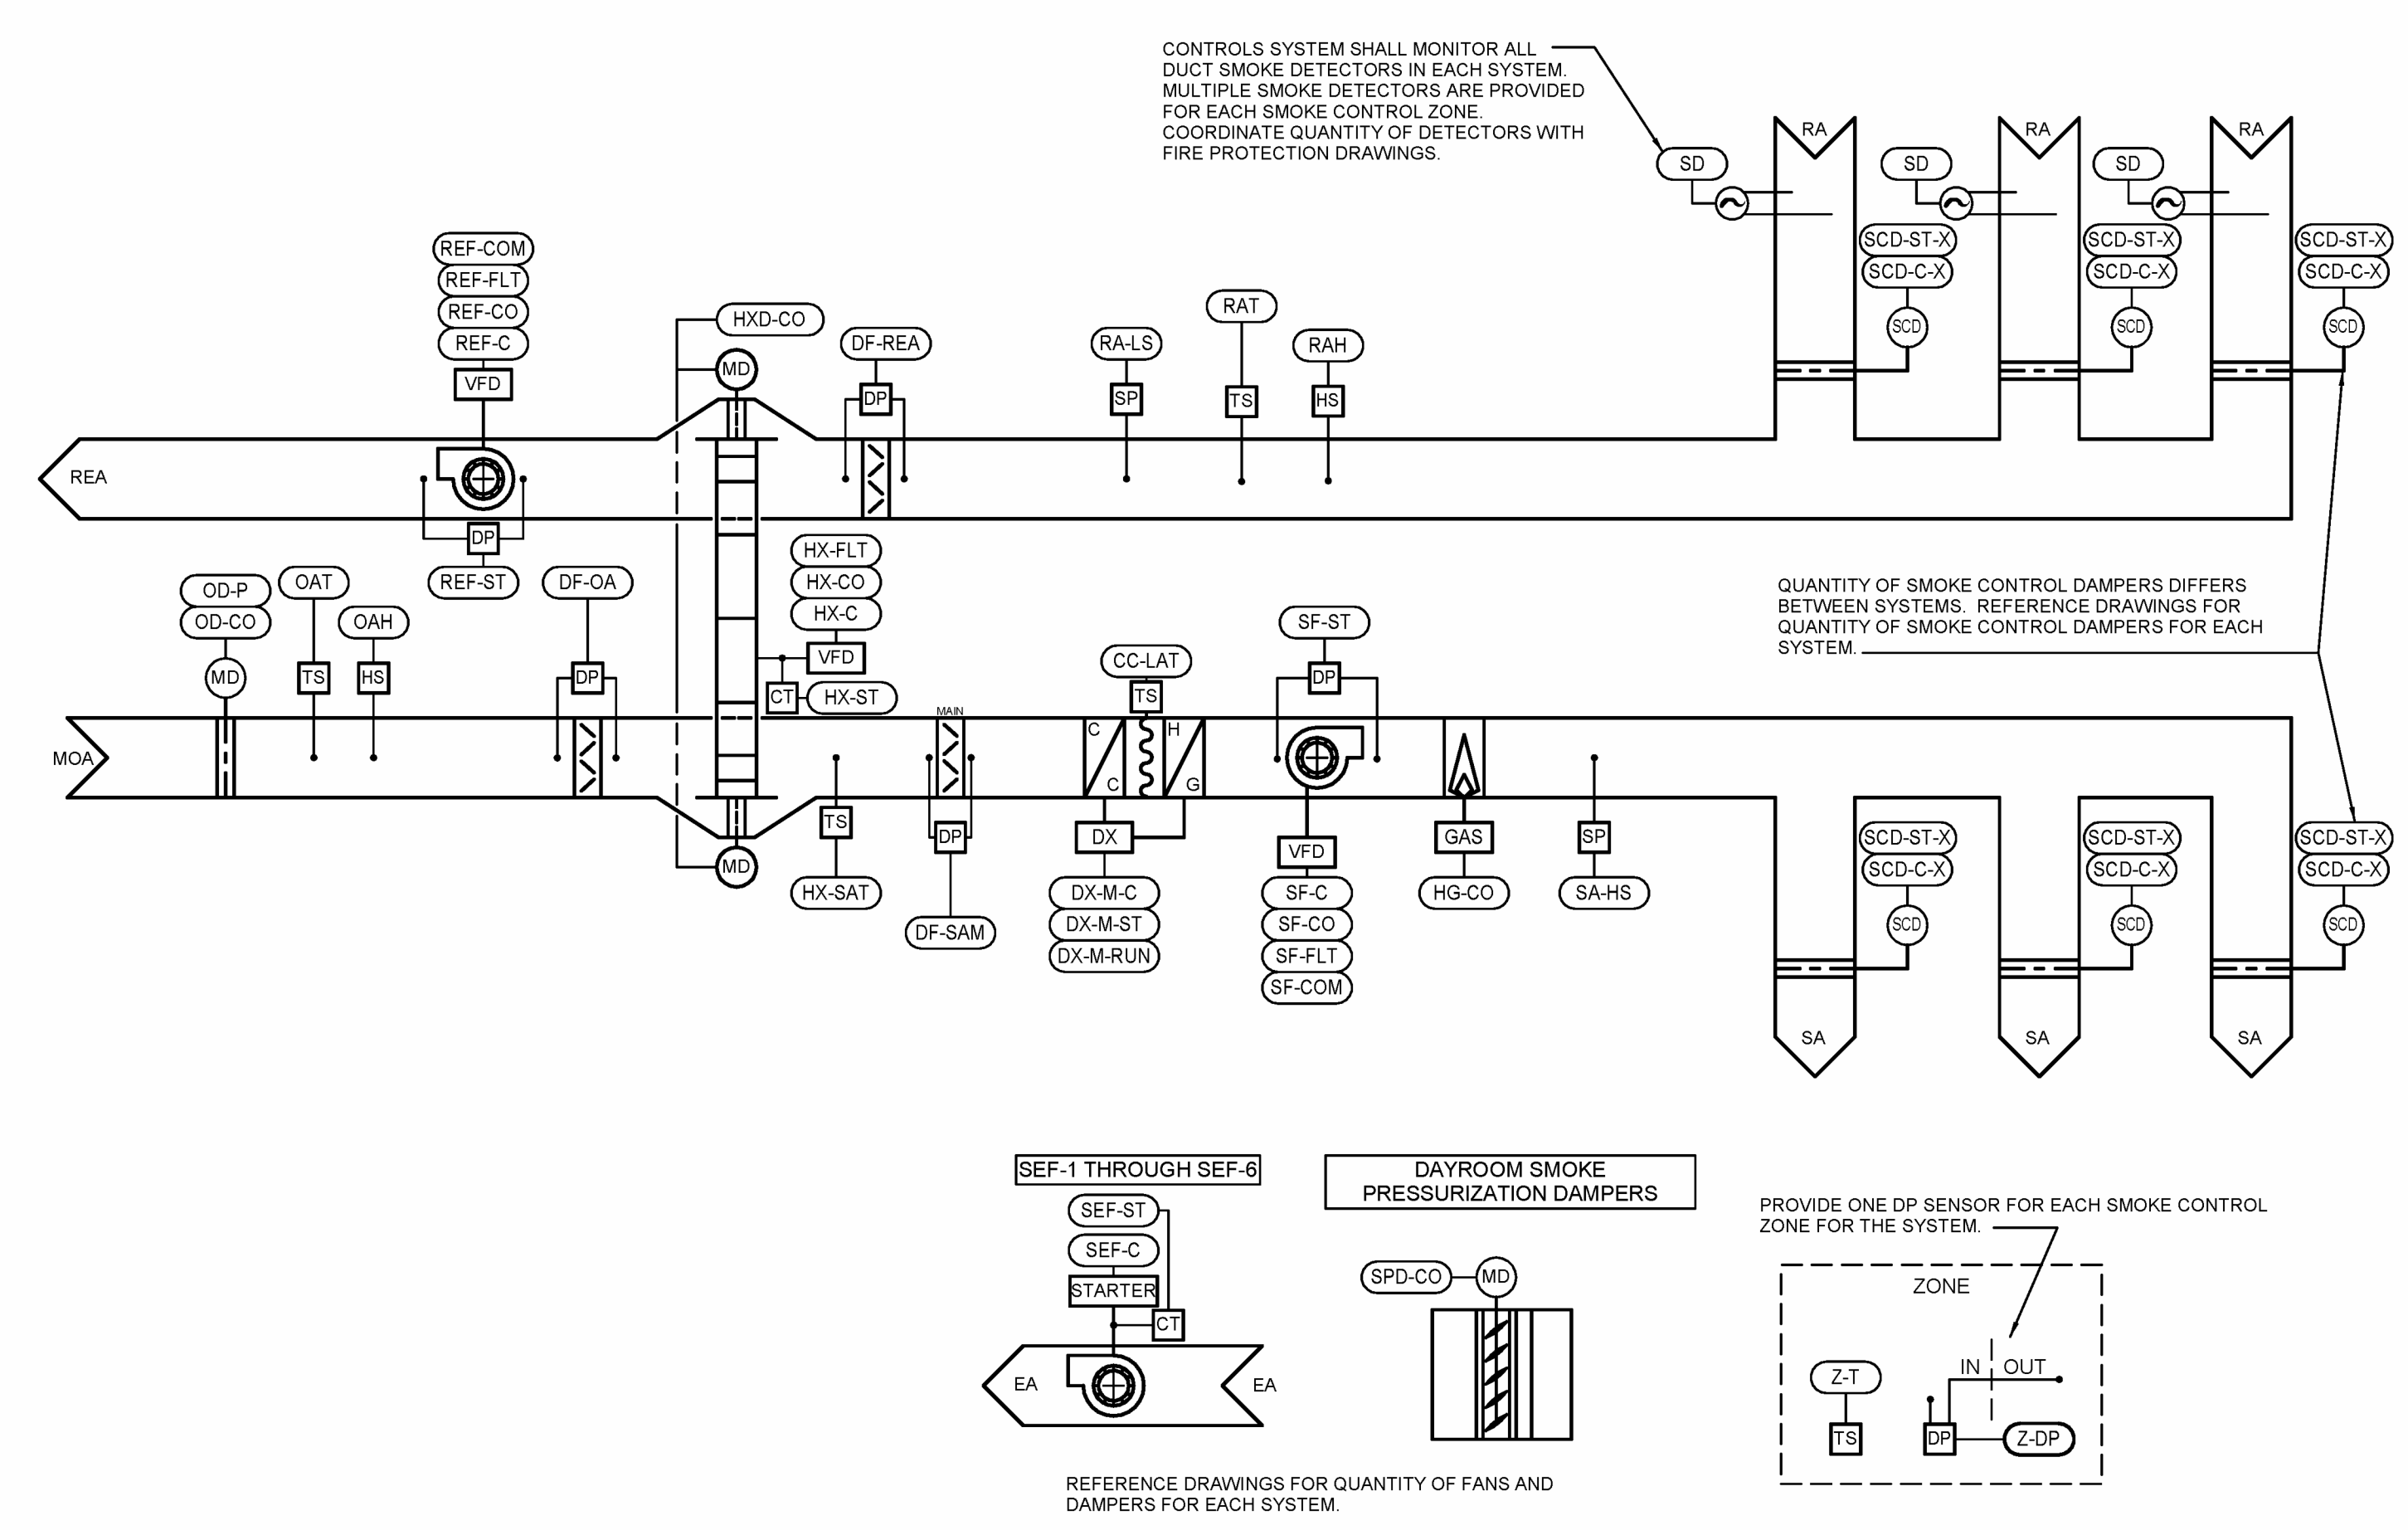 CONTROLS SYSTEM SHALL MONITOR ALL
DUCT SMOKE DETECTORS IN EACH SYSTEM.
MULTIPLE SMOKE DETECTORS ARE PROVIDED
FOR EACH SMOKE CONTROL ZONE.
COORDINATE QUANTITY OF DETECTORS WITH
FIRE PROTECTION DRAWINGS.
RA
RA
RA
SD
SD
SD
SCD-ST-X
SCD-C-X
SCD
SCD-ST-X
SCD-C-X
SCD
SCD-ST-X
SCD-C-X
SCD
REF-COM
REF-FLT
REF-CO
REF-C
VFD
HXD-CO
MD
DF-REA
DP
RA-LS
SP
RAT
TS
RAH
HS
REA
DP
REF-ST
OD-P
OD-CO
MD
OAT
TS
OAH
HS
DF-OA
DP
HX-FLT
HX-CO
HX-C
VFD
CT
HX-ST
CC-LAT
TS
SF-ST
DP
QUANTITY OF SMOKE CONTROL DAMPERS DIFFERS
BETWEEN SYSTEMS. REFERENCE DRAWINGS FOR
QUANTITY OF SMOKE CONTROL DAMPERS FOR EACH
SYSTEM.
MAIN
MOA
C
C
H
G
MD
TS
HX-SAT
DP
DF-SAM
DX
DX-M-C
DX-M-ST
DX-M-RUN
VFD
SF-C
SF-CO
SF-FLT
SF-COM
GAS
HG-CO
SP
SA-HS
SCD-ST-X
SCD-C-X
SCD
SCD-ST-X
SCD-C-X
SCD
SCD-ST-X
SCD-C-X
SCD
SA
SA
SA
SEF-1 THROUGH SEF-6
SEF-ST
SEF-C
STARTER
CT
EA
EA
DAYROOM SMOKE
PRESSURIZATION DAMPERS
SPD-CO
MD
REFERENCE DRAWINGS FOR QUANTITY OF FANS AND
DAMPERS FOR EACH SYSTEM.
PROVIDE ONE DP SENSOR FOR EACH SMOKE CONTROL
ZONE FOR THE SYSTEM.
ZONE
Z-T
TS
IN
OUT
DP
Z-DP